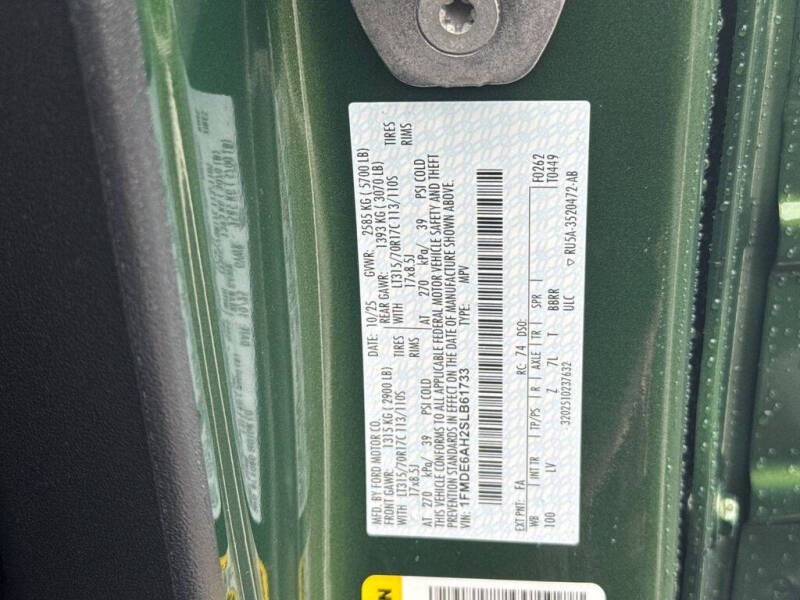 MFD. BY FORD MOTOR CO.
DATE: 10/25
GVWR: 2585 KG ( 5700 LB)
FRONT GAWR: 1315 KG ( 2900 LB)
REAR GAWR: 1393 KG ( 3070 LB)
WITH LT315/70R17C 113/110S TIRES
WITH LT315/70R17C 113/110S TIRES
17x8.5J RIMS
17x8.5J RIMS
AT 270 kPa/ 39 PSI COLD
AT 270 kPa/ 39 PSI COLD
THIS VEHICLE CONFORMS TO ALL APPLICABLE FEDERAL MOTOR VEHICLE SAFETY AND THEFT
PREVENTION STANDARDS IN EFFECT ON THE DATE OF MANUFACTURE SHOWN ABOVE.
VIN: 1FMDE6AH2SLB61733
TYPE: MPV
EXT PNT: FA RC: 74 DSO: F0262
WB INT TR TP/PS R AXLE TR SPR T0449
100 LV Z 7L T BBRR
ULC
-3202510237632 ▽ RU5A-3520472-AB